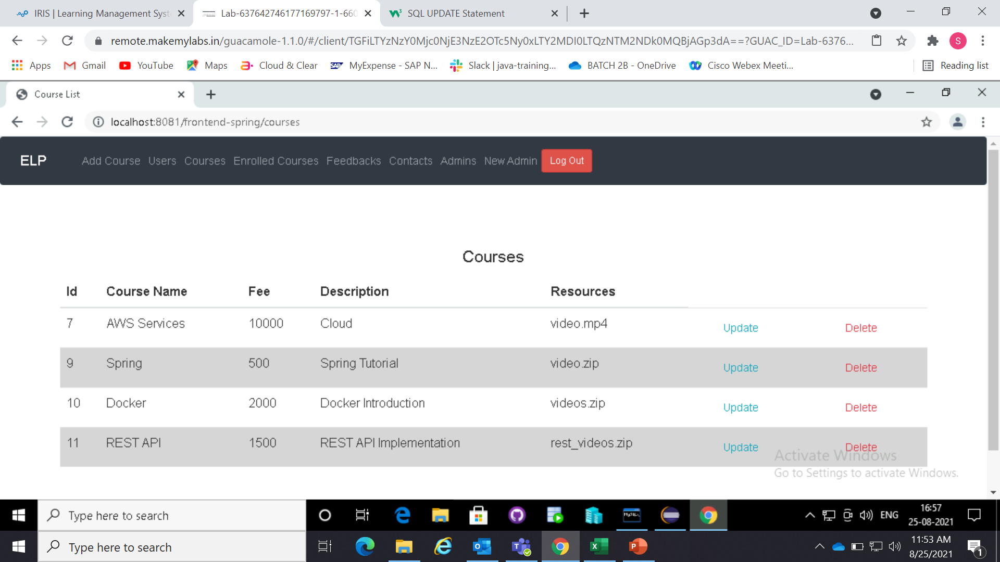 IRIS | Learning Management Syst
Lab-637642746177169797-1-660
SQL UPDATE Statement
remote.makemylabs.in/guacamole-1.1.0/#/client/TGFiLTYzNzY0Mjc0NjE3NzE2OTc5Ny0xLTY2MDI0LTQzNTM2NDk0MQBjAGp3dA==?GUAC_ID=Lab-6376...
S
Apps
Gmail
YouTube
Maps
Cloud & Clear
SAP
MyExpense - SAP N...
Slack | java-training...
BATCH 2B - OneDrive
Cisco Webex Meeti...
Reading list
Course List
localhost:8081/frontend-spring/courses
ELP
Add Course Users Courses Enrolled Courses Feedbacks Contacts Admins New Admin Log Out
Courses
Id Course Name Fee Description Resources
7 AWS Services 10000 Cloud video.mp4 Update Delete
9 Spring 500 Spring Tutorial video.zip Update Delete
10 Docker 2000 Docker Introduction videos.zip Update Delete
11 REST API 1500 REST API Implementation rest_videos.zip Update Delete
Activate Windows
Go to Settings to activate Windows.
Type here to search
ENG
16:57
25-08-2021
Type here to search
11:53 AM
8/25/2021
1